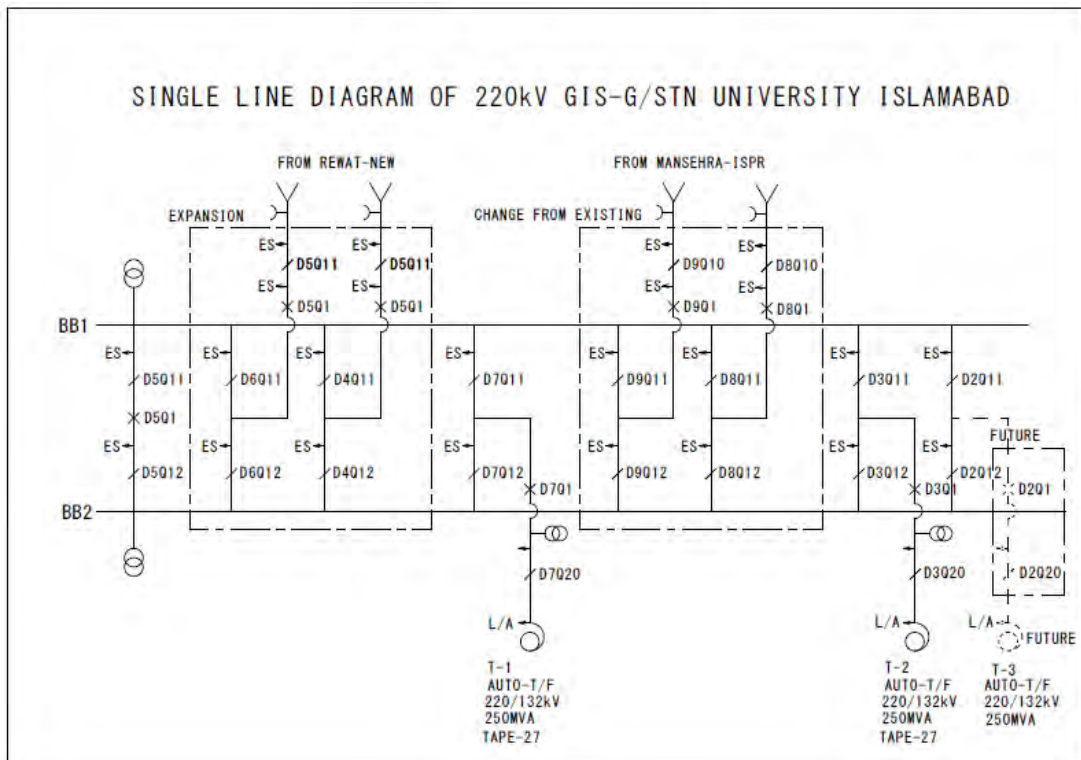 SINGLE LINE DIAGRAM OF 220kV GIS-G/STN UNIVERSITY ISLAMABAD
FROM REWAT-NEW
FROM MANSEHRA-ISPR
EXPANSION
CHANGE FROM EXISTING
ES ES ES ES
D5Q11 D5Q11 D9Q10 D8Q10
ES ES ES ES
D5Q1 D5Q1 D9Q1 D8Q1
BB1
ES ES ES ES ES ES ES ES
D5Q11 D6Q11 D4Q11 D7Q11 D9Q11 D8Q11 D3Q11 D2Q11
D5Q1
ES ES ES ES ES ES ES ES
FUTURE
D5Q12 D6Q12 D4Q12 D7Q12 D9Q12 D8Q12 D3Q12 D2Q12
D7Q1 D3Q1 D2Q1
BB2
D7Q20 D3Q20 D2Q20
L/A L/A L/A
FUTURE
T-1
AUTO-T/F
220/132kV
250MVA
TAPE-27
T-2
AUTO-T/F
220/132kV
250MVA
TAPE-27
T-3
AUTO-T/F
220/132kV
250MVA